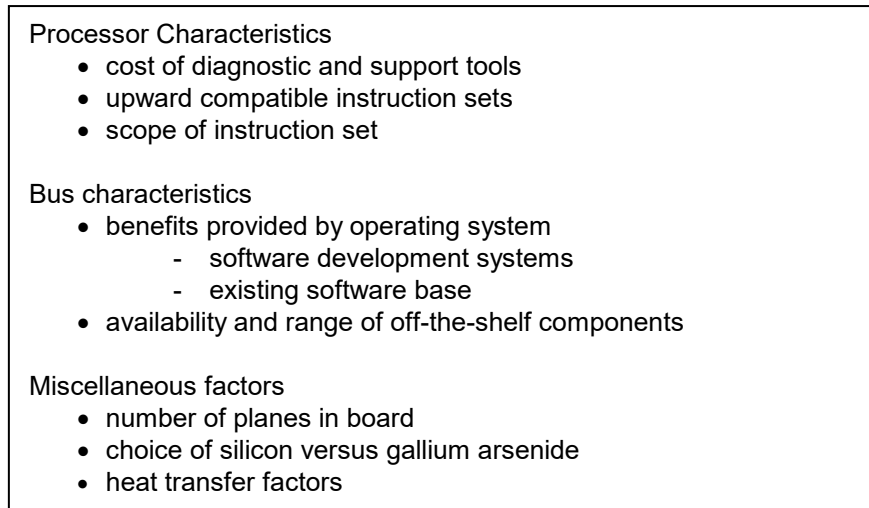 Processor Characteristics
• cost of diagnostic and support tools
• upward compatible instruction sets
• scope of instruction set
Bus characteristics
• benefits provided by operating system
- software development systems
- existing software base
• availability and range of off-the-shelf components
Miscellaneous factors
• number of planes in board
• choice of silicon versus gallium arsenide
• heat transfer factors